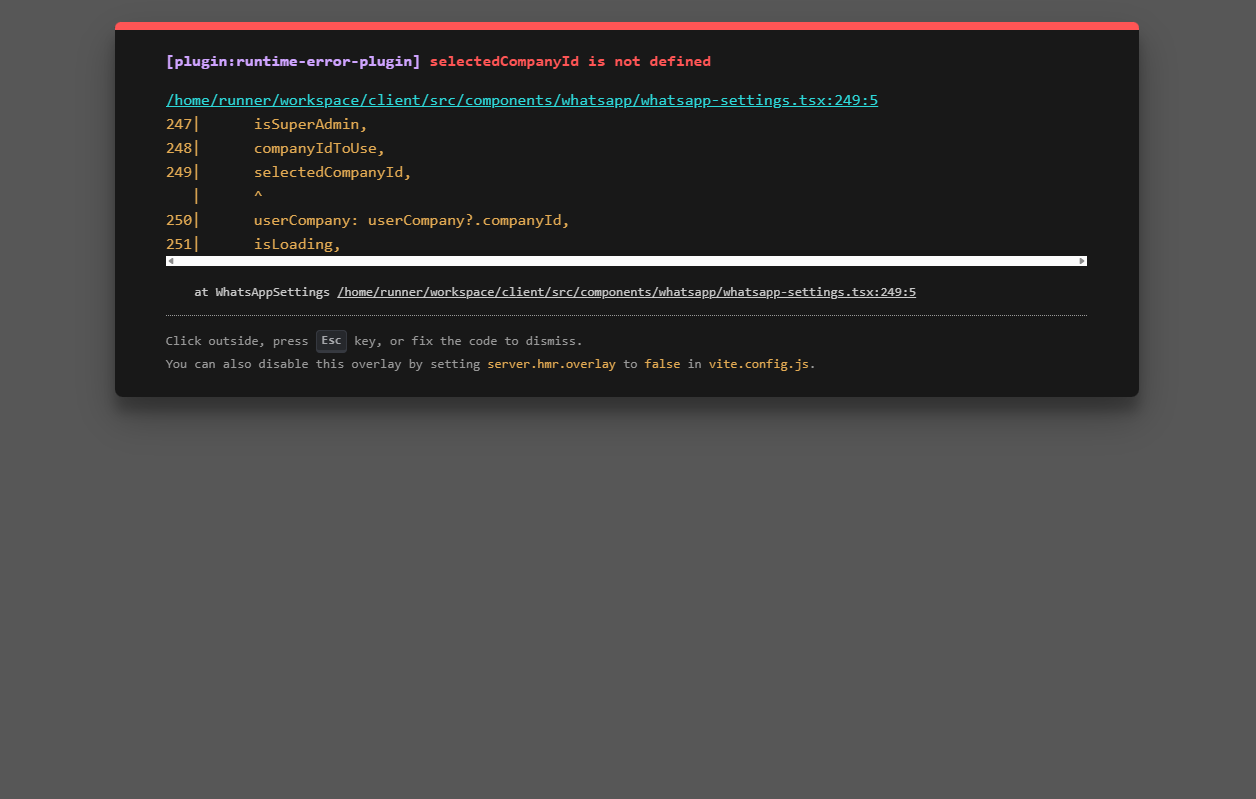 [plugin:runtime-error-plugin] selectedCompanyId is not defined
/home/runner/workspace/client/src/components/whatsapp/whatsapp-settings.tsx:249:5
247|      isSuperAdmin,
248|      companyIdToUse,
249|      selectedCompanyId,
   |      ^
250|      userCompany: userCompany?.companyId,
251|      isLoading,
at WhatsAppSettings /home/runner/workspace/client/src/components/whatsapp/whatsapp-settings.tsx:249:5
Click outside, press Esc key, or fix the code to dismiss.
You can also disable this overlay by setting server.hmr.overlay to false in vite.config.js.